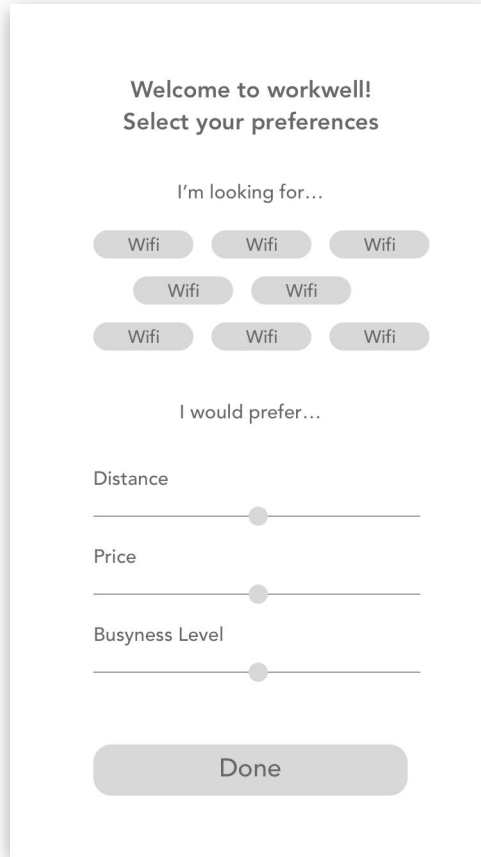 Welcome to workwell!
Select your preferences
I'm looking for…
Wifi Wifi Wifi
Wifi Wifi
Wifi Wifi Wifi
I would prefer…
Distance
Price
Busyness Level
Done